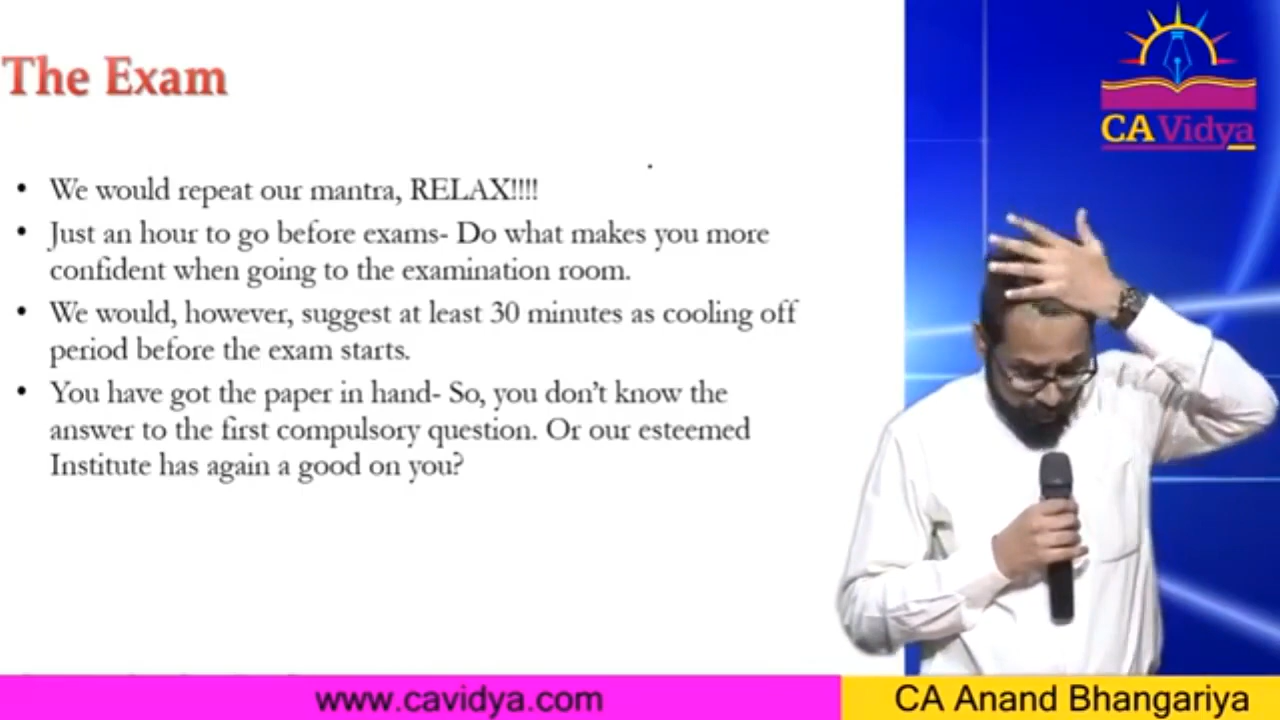 The Exam
• We would repeat our mantra, RELAX!!!!
• Just an hour to go before exams- Do what makes you more
confident when going to the examination room.
• We would, however, suggest at least 30 minutes as cooling off
period before the exam starts.
• You have got the paper in hand- So, you don't know the
answer to the first compulsory question. Or our esteemed
Institute has again a good on you?
CA Vidya
www.cavidya.com
CA Anand Bhangariya